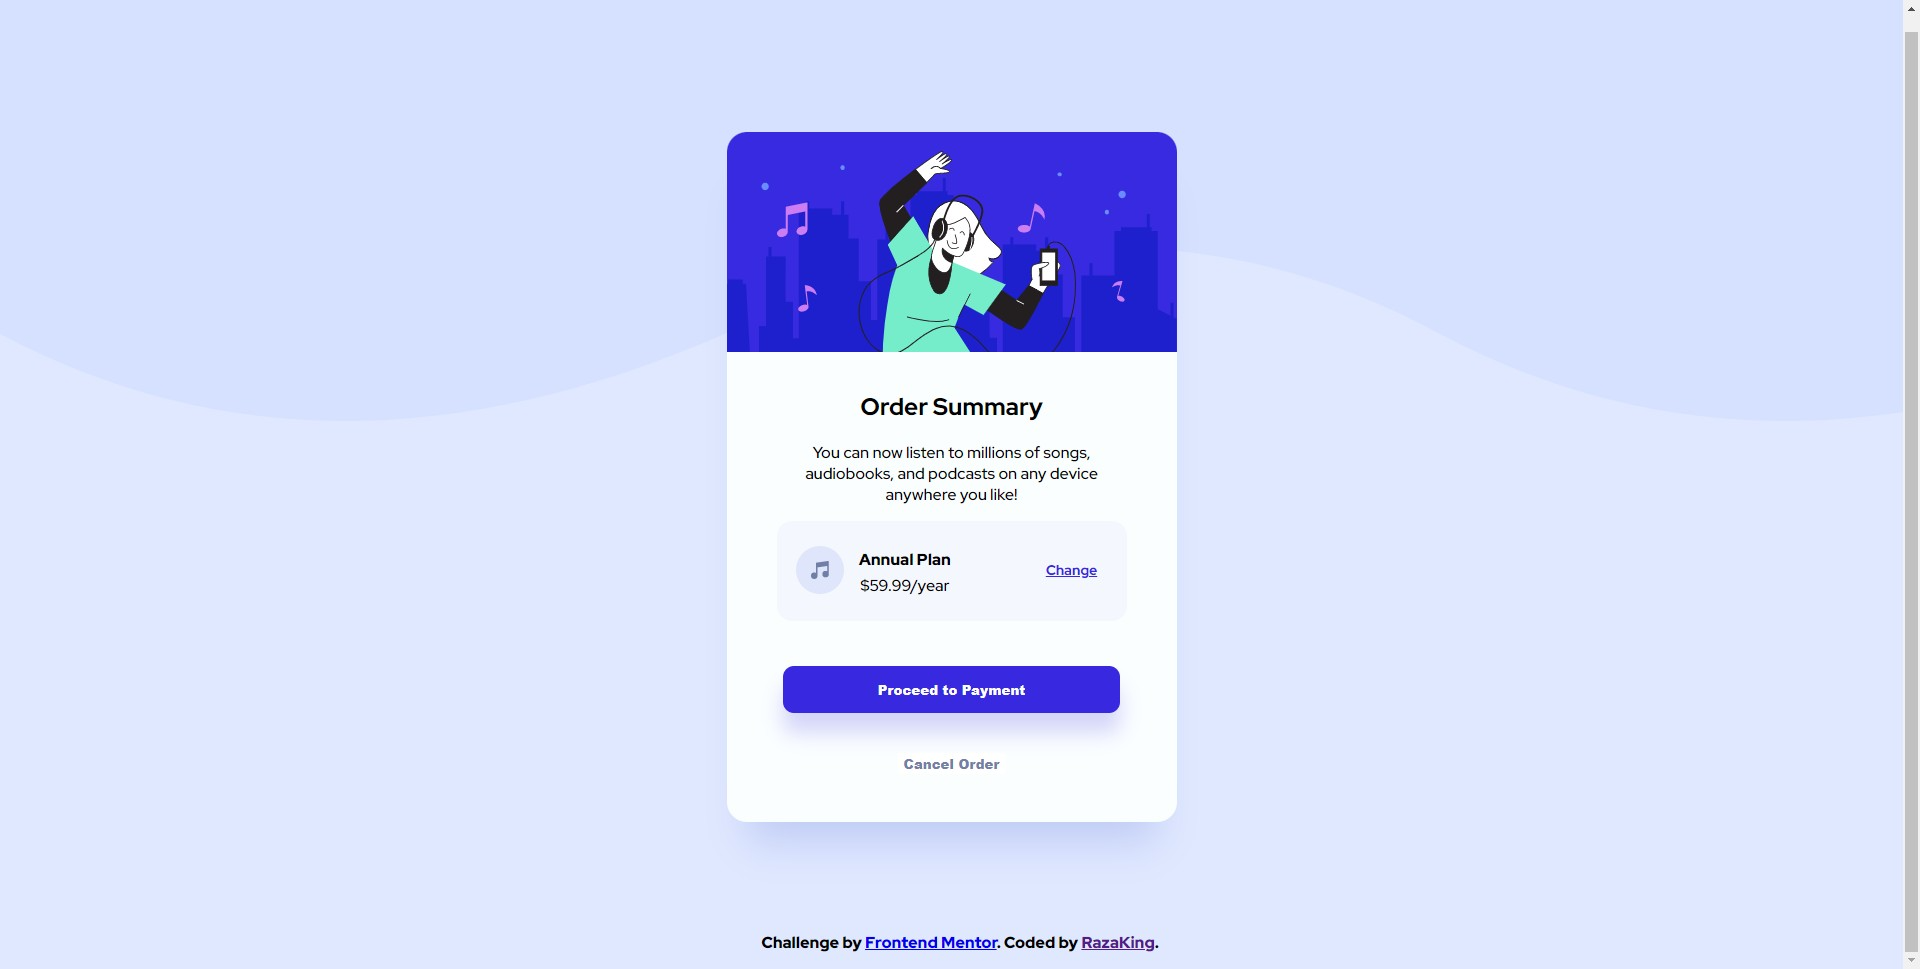 Order Summary
You can now listen to millions of songs,
audiobooks, and podcasts on any device
anywhere you like!
Annual Plan
$59.99/year
Change
Proceed to Payment
Cancel Order
Challenge by Frontend Mentor. Coded by RazaKing.